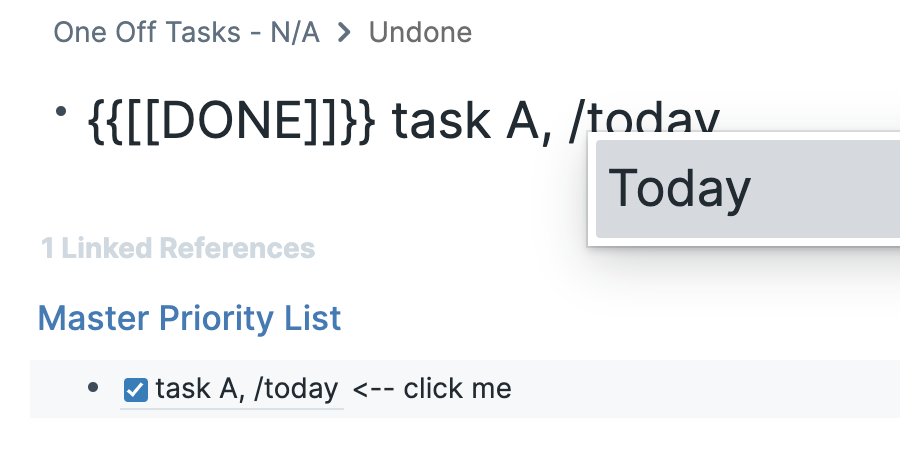 One Off Tasks - N/A > Undone
• {{[[DONE]]}} task A, /today
Today
1 Linked References
Master Priority List
• task A, /today <-- click me